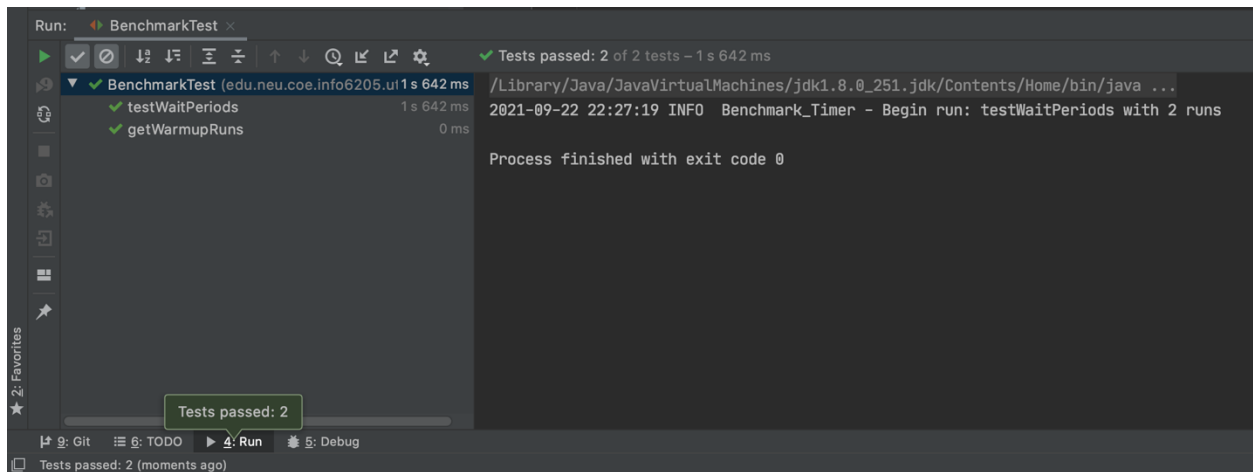 Run: BenchmarkTest ×
Tests passed: 2 of 2 tests – 1 s 642 ms
BenchmarkTest (edu.neu.coe.info6205.ut 1 s 642 ms
testWaitPeriods 1 s 642 ms
getWarmupRuns 0 ms
/Library/Java/JavaVirtualMachines/jdk1.8.0_251.jdk/Contents/Home/bin/java ...
2021-09-22 22:27:19 INFO  Benchmark_Timer - Begin run: testWaitPeriods with 2 runs
Process finished with exit code 0
2: Favorites
Tests passed: 2
9: Git 6: TODO 4: Run 5: Debug
Tests passed: 2 (moments ago)